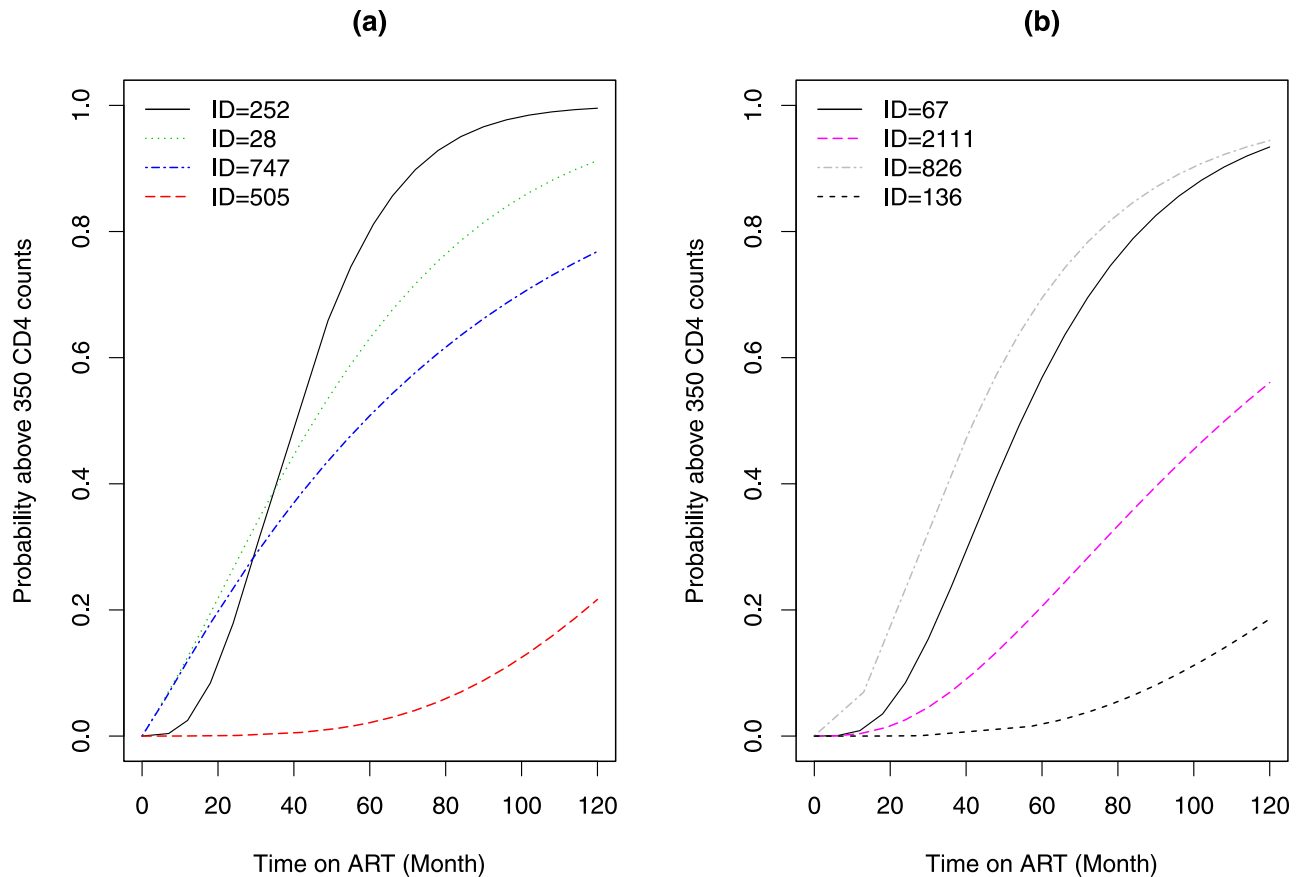 (a)
Probability above 350 CD4 counts
1.0
0.8
0.6
0.4
0.2
0.0
ID=252
ID=28
ID=747
ID=505
0 20 40 60 80 100 120
Time on ART (Month)
(b)
Probability above 350 CD4 counts
1.0
0.8
0.6
0.4
0.2
0.0
ID=67
ID=2111
ID=826
ID=136
0 20 40 60 80 100 120
Time on ART (Month)